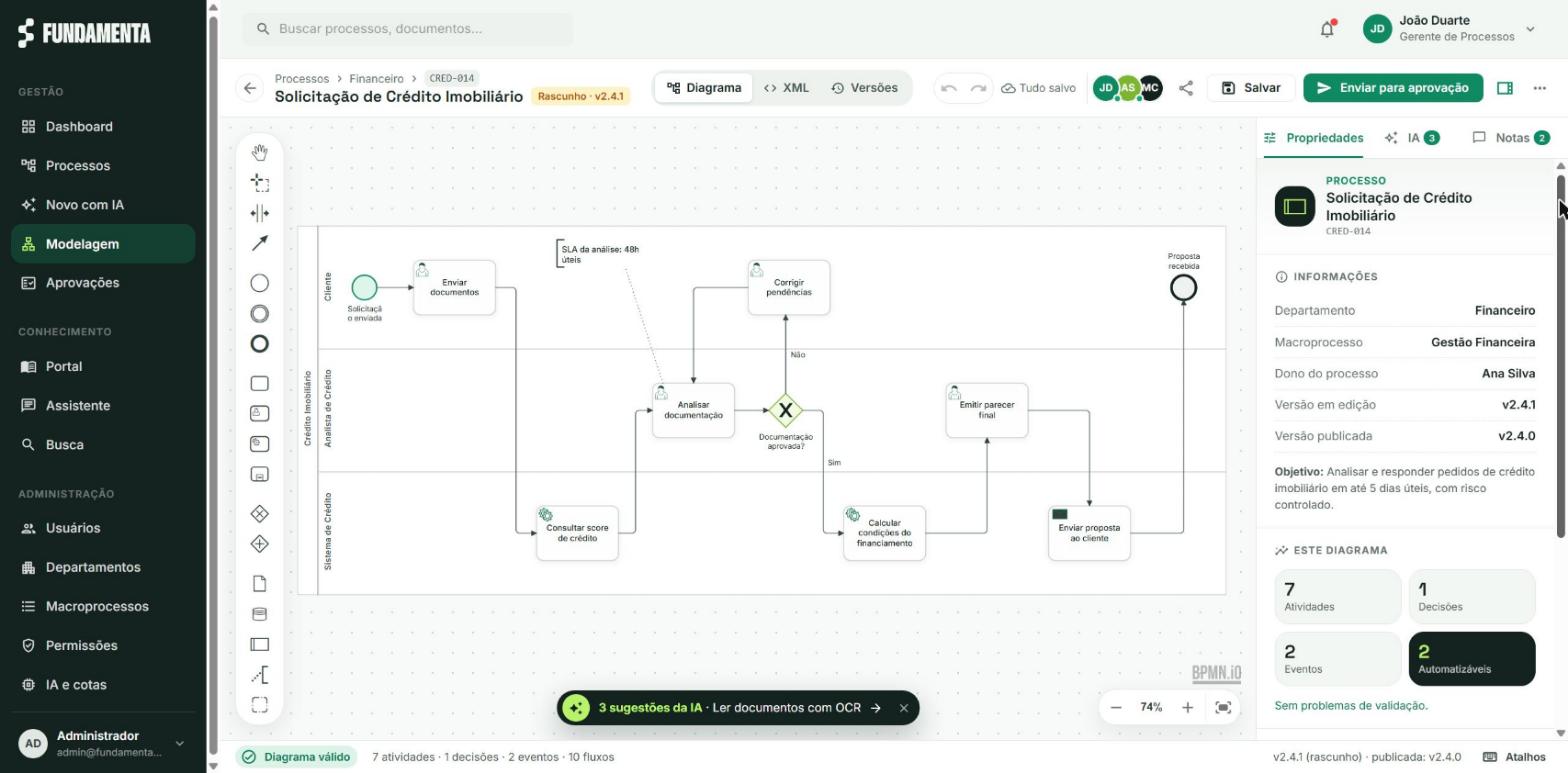 FUNDAMENTA
Buscar processos, documentos...
JD
João Duarte
Gerente de Processos
GESTÃO
Dashboard
Processos
Novo com IA
Modelagem
Aprovações
CONHECIMENTO
Portal
Assistente
Busca
ADMINISTRAÇÃO
Usuários
Departamentos
Macroprocessos
Permissões
IA e cotas
AD
Administrador
admin@fundamenta...
Processos > Financeiro > CRED-014
Solicitação de Crédito Imobiliário
Rascunho · v2.4.1
Diagrama
XML
Versões
Tudo salvo
JD AS MC
Salvar
Enviar para aprovação
Crédito Imobiliário
Cliente
Solicitaçã
o enviada
Enviar
documentos
SLA da análise: 48h
úteis
Corrigir
pendências
Proposta
recebida
Não
Analista de Crédito
Analisar
documentação
X
Documentação
aprovada?
Sim
Emitir parecer
final
Sistema de Crédito
Consultar score
de crédito
Calcular
condições do
financiamento
Enviar proposta
ao cliente
BPMN.iO
3 sugestões da IA · Ler documentos com OCR
74%
Propriedades
IA 3
Notas 2
PROCESSO
Solicitação de Crédito
Imobiliário
CRED-014
INFORMAÇÕES
Departamento Financeiro
Macroprocesso Gestão Financeira
Dono do processo Ana Silva
Versão em edição v2.4.1
Versão publicada v2.4.0
Objetivo: Analisar e responder pedidos de crédito
imobiliário em até 5 dias úteis, com risco
controlado.
ESTE DIAGRAMA
7
Atividades
1
Decisões
2
Eventos
2
Automatizáveis
Sem problemas de validação.
Diagrama válido
7 atividades · 1 decisões · 2 eventos · 10 fluxos
v2.4.1 (rascunho) · publicada: v2.4.0
Atalhos